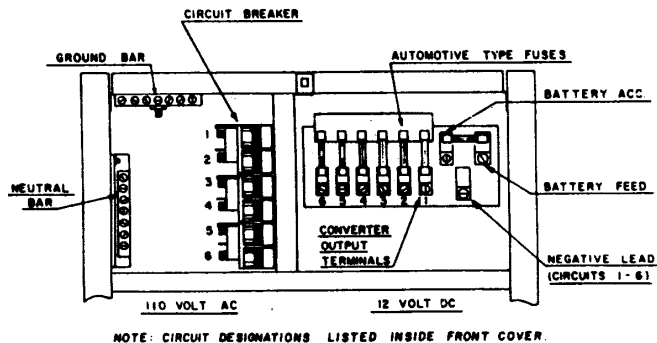 CIRCUIT BREAKER
GROUND BAR
AUTOMOTIVE TYPE FUSES
BATTERY ACC.
1
2
3
4
5
6
NEUTRAL BAR
6 5 4 3 2 1
BATTERY FEED
CONVERTER
OUTPUT
TERMINALS
NEGATIVE LEAD
(CIRCUITS 1-6)
110 VOLT AC
12 VOLT DC
NOTE: CIRCUIT DESIGNATIONS LISTED INSIDE FRONT COVER.